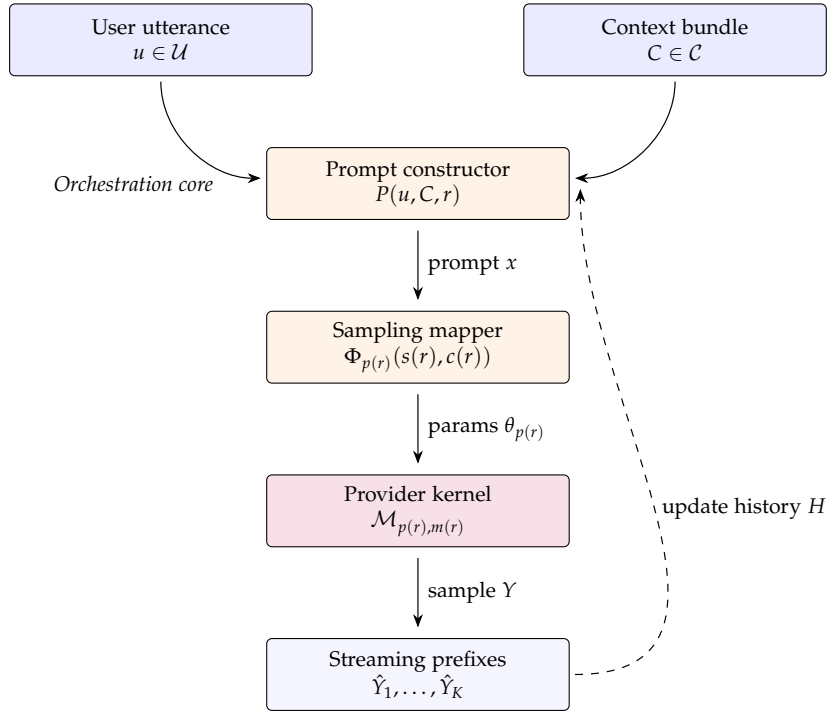 User utterance
u ∈ 𝒰
Context bundle
C ∈ 𝒞
Orchestration core
Prompt constructor
P(u, C, r)
prompt x
Sampling mapper
Φ_{p(r)}(s(r), c(r))
params θ_{p(r)}
Provider kernel
ℳ_{p(r),m(r)}
update history H
sample Y
Streaming prefixes
Ŷ₁, . . . , Ŷ_K